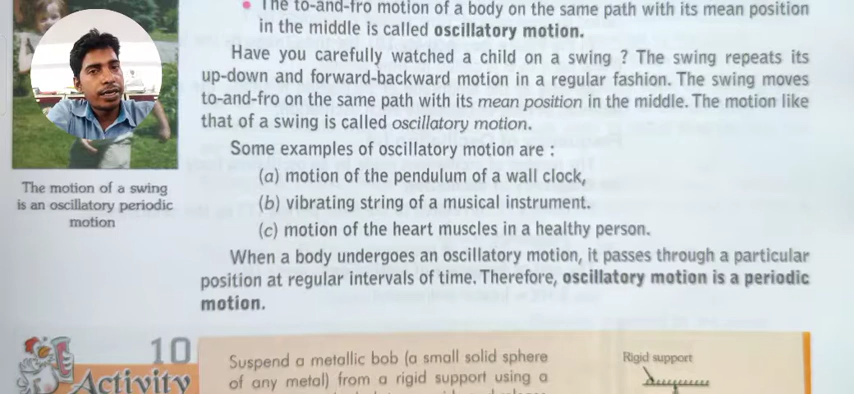 • The to-and-fro motion of a body on the same path with its mean position
in the middle is called oscillatory motion.
Have you carefully watched a child on a swing ? The swing repeats its
up-down and forward-backward motion in a regular fashion. The swing moves
to-and-fro on the same path with its mean position in the middle. The motion like
that of a swing is called oscillatory motion.
Some examples of oscillatory motion are :
(a) motion of the pendulum of a wall clock,
(b) vibrating string of a musical instrument.
(c) motion of the heart muscles in a healthy person.
When a body undergoes an oscillatory motion, it passes through a particular
position at regular intervals of time. Therefore, oscillatory motion is a periodic
motion.
The motion of a swing
is an oscillatory periodic
motion
10
Activity
Suspend a metallic bob (a small solid sphere
of any metal) from a rigid support using a
Rigid support